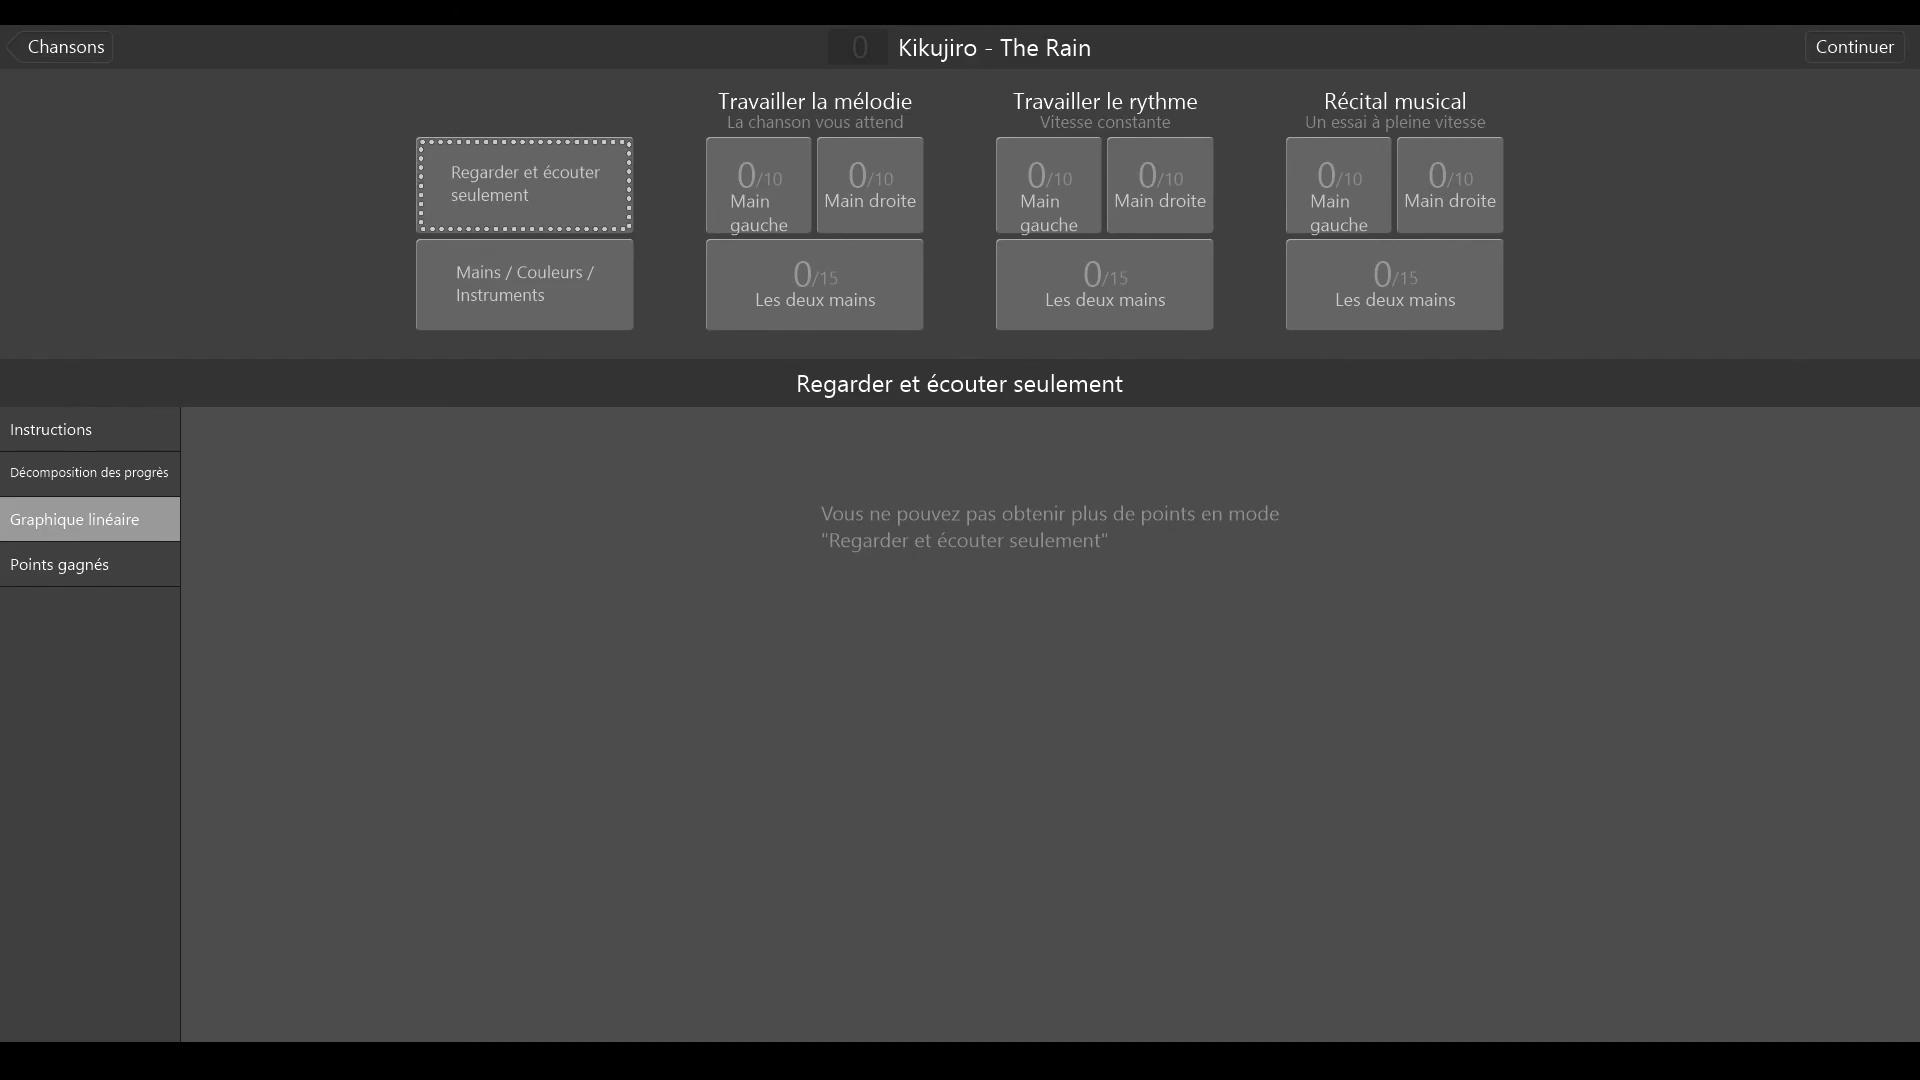 Chansons
0
Kikujiro - The Rain
Continuer
Travailler la mélodie
La chanson vous attend
Travailler le rythme
Vitesse constante
Récital musical
Un essai à pleine vitesse
Regarder et écouter
seulement
0/10
Main
gauche
0/10
Main droite
0/10
Main
gauche
0/10
Main droite
0/10
Main
gauche
0/10
Main droite
Mains / Couleurs /
Instruments
0/15
Les deux mains
0/15
Les deux mains
0/15
Les deux mains
Regarder et écouter seulement
Instructions
Décomposition des progrès
Graphique linéaire
Points gagnés
Vous ne pouvez pas obtenir plus de points en mode
"Regarder et écouter seulement"